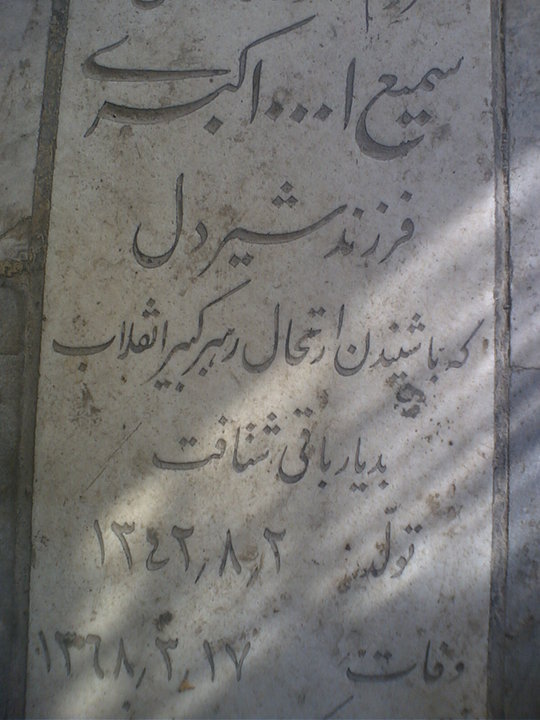 سمیع ا... اکبری
فرزند شیردل
که با شیندن ارتحال رهبر کبیر انقلاب
بدیار باقی شتافت
تولد: ۱۳۴۲٫۸٫۲
وفات: ۱۳۶۸٫۳٫۱۷